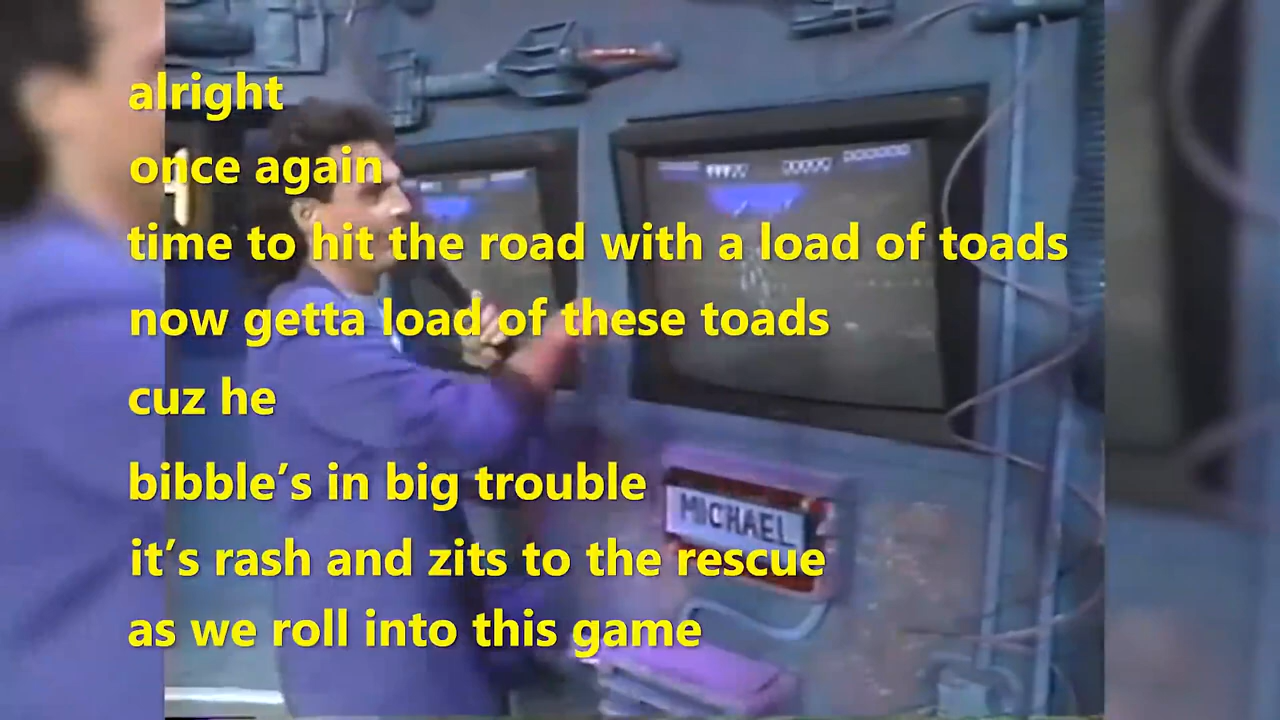 alright
once again
time to hit the road with a load of toads
now getta load of these toads
cuz he
bibble’s in big trouble
MICHAEL
it’s rash and zits to the rescue
as we roll into this game